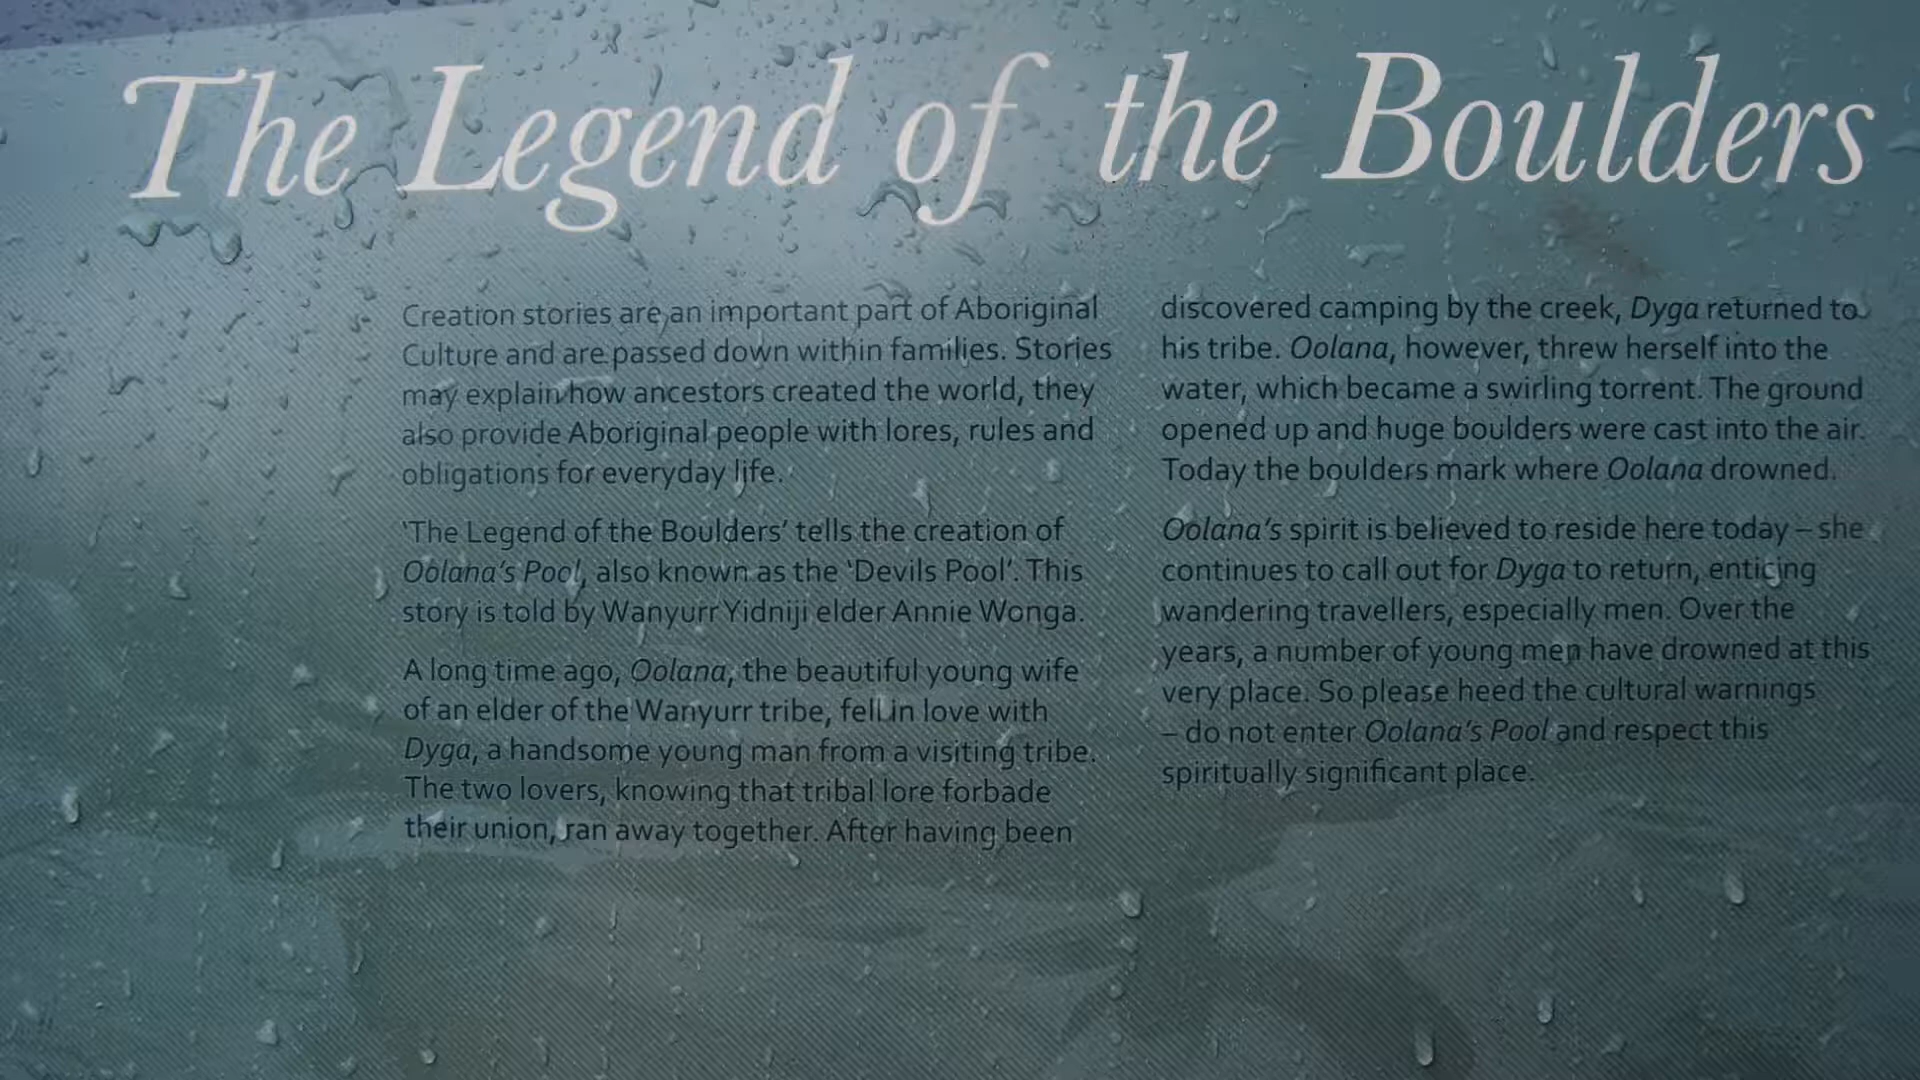 The Legend of the Boulders
Creation stories are an important part of Aboriginal
Culture and are passed down within families. Stories
may explain how ancestors created the world, they
also provide Aboriginal people with lores, rules and
obligations for everyday life.
‘The Legend of the Boulders’ tells the creation of
Oolana’s Pool, also known as the ‘Devils Pool’. This
story is told by Wanyurr Yidniji elder Annie Wonga.
A long time ago, Oolana, the beautiful young wife
of an elder of the Wanyurr tribe, fell in love with
Dyga, a handsome young man from a visiting tribe.
The two lovers, knowing that tribal lore forbade
their union, ran away together. After having been
discovered camping by the creek, Dyga returned to
his tribe. Oolana, however, threw herself into the
water, which became a swirling torrent. The ground
opened up and huge boulders were cast into the air.
Today the boulders mark where Oolana drowned.
Oolana’s spirit is believed to reside here today – she
continues to call out for Dyga to return, enticing
wandering travellers, especially men. Over the
years, a number of young men have drowned at this
very place. So please heed the cultural warnings
– do not enter Oolana’s Pool and respect this
spiritually significant place.